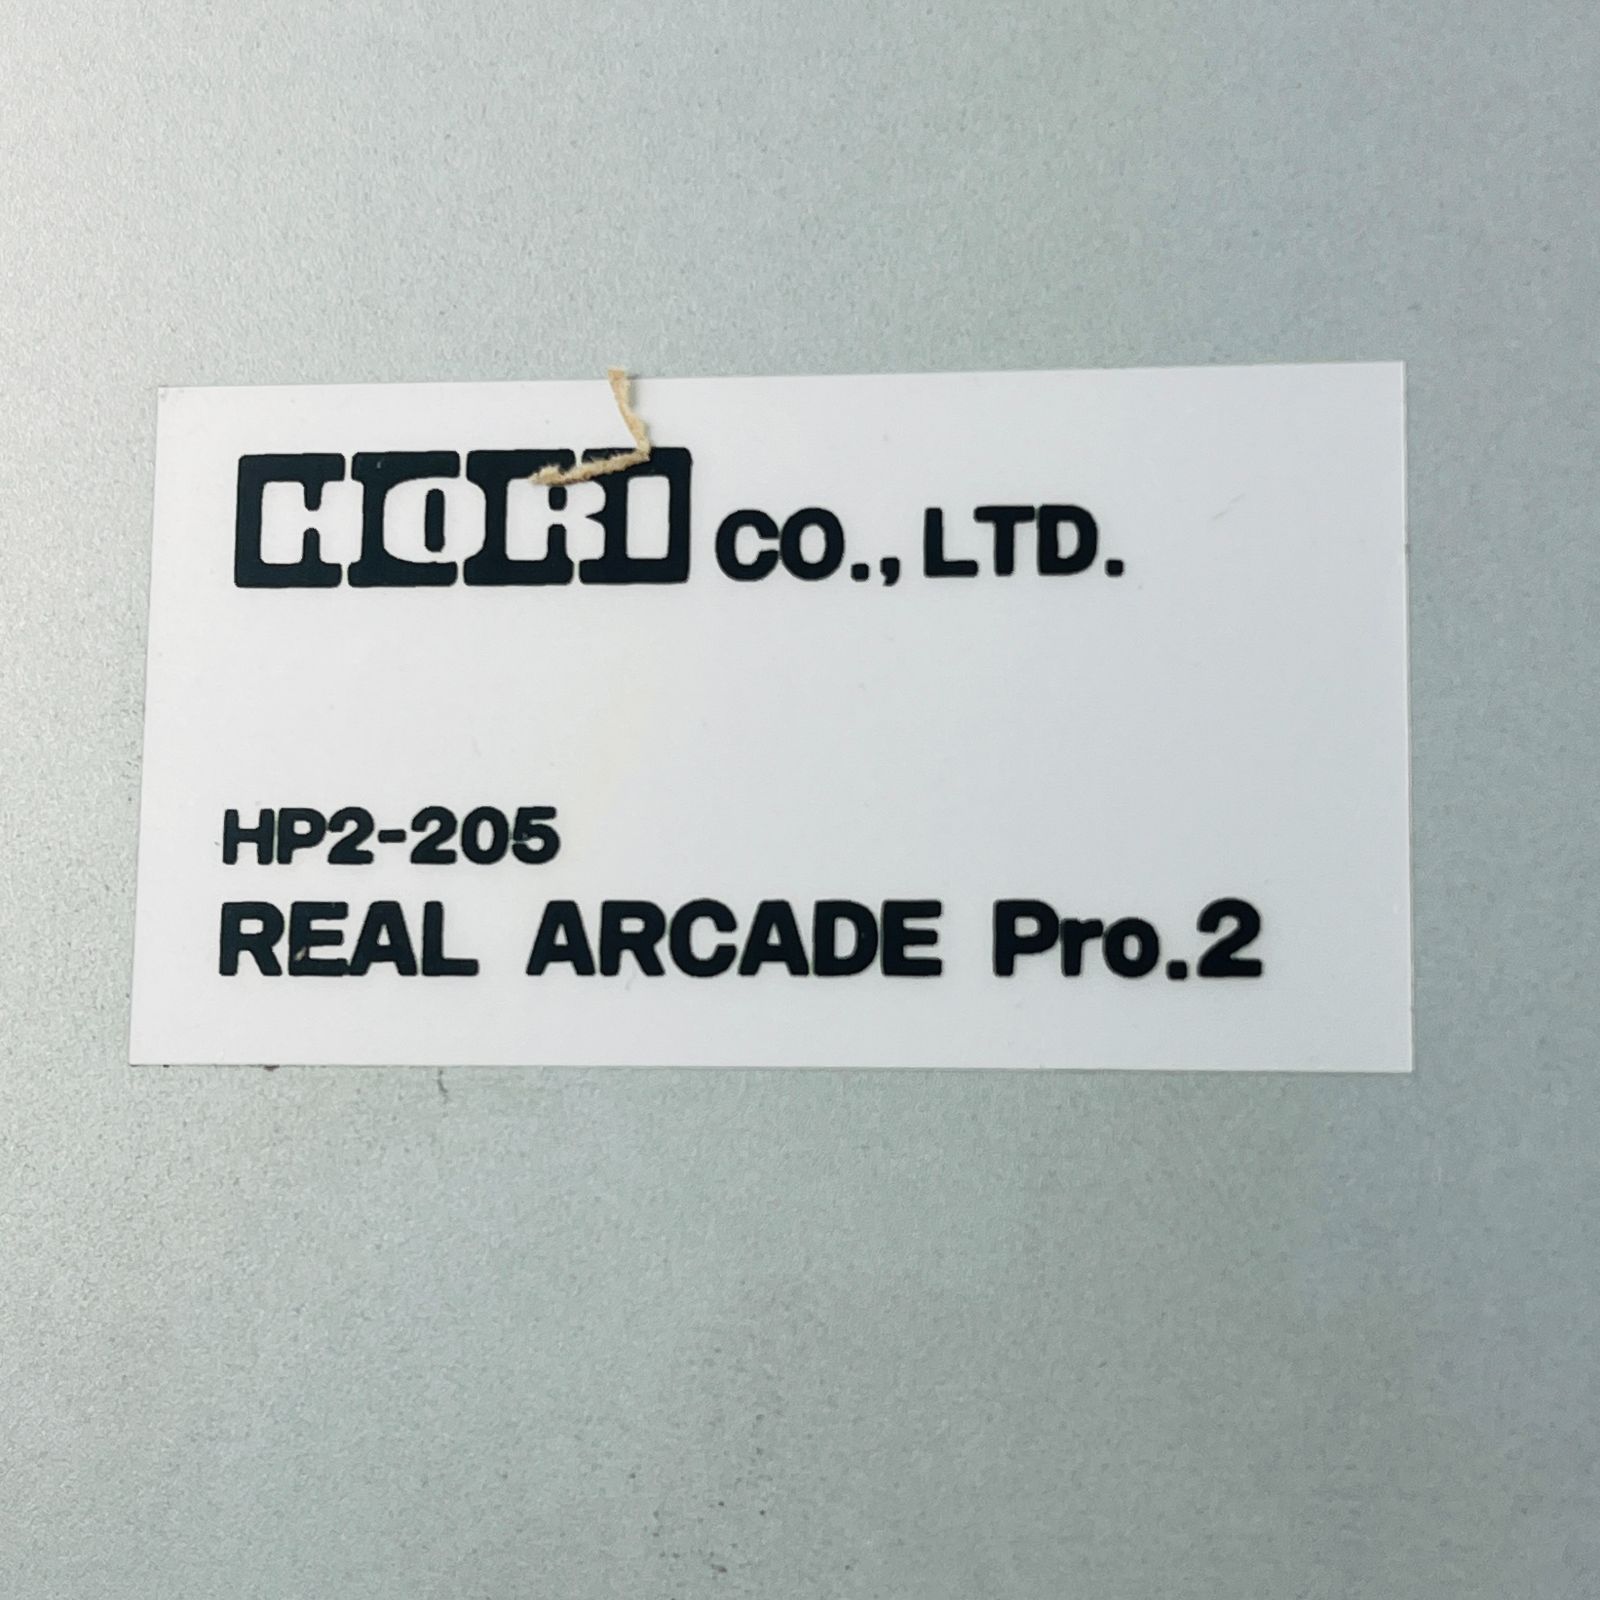 HORI CO., LTD.
HP2-205
REAL ARCADE Pro.2